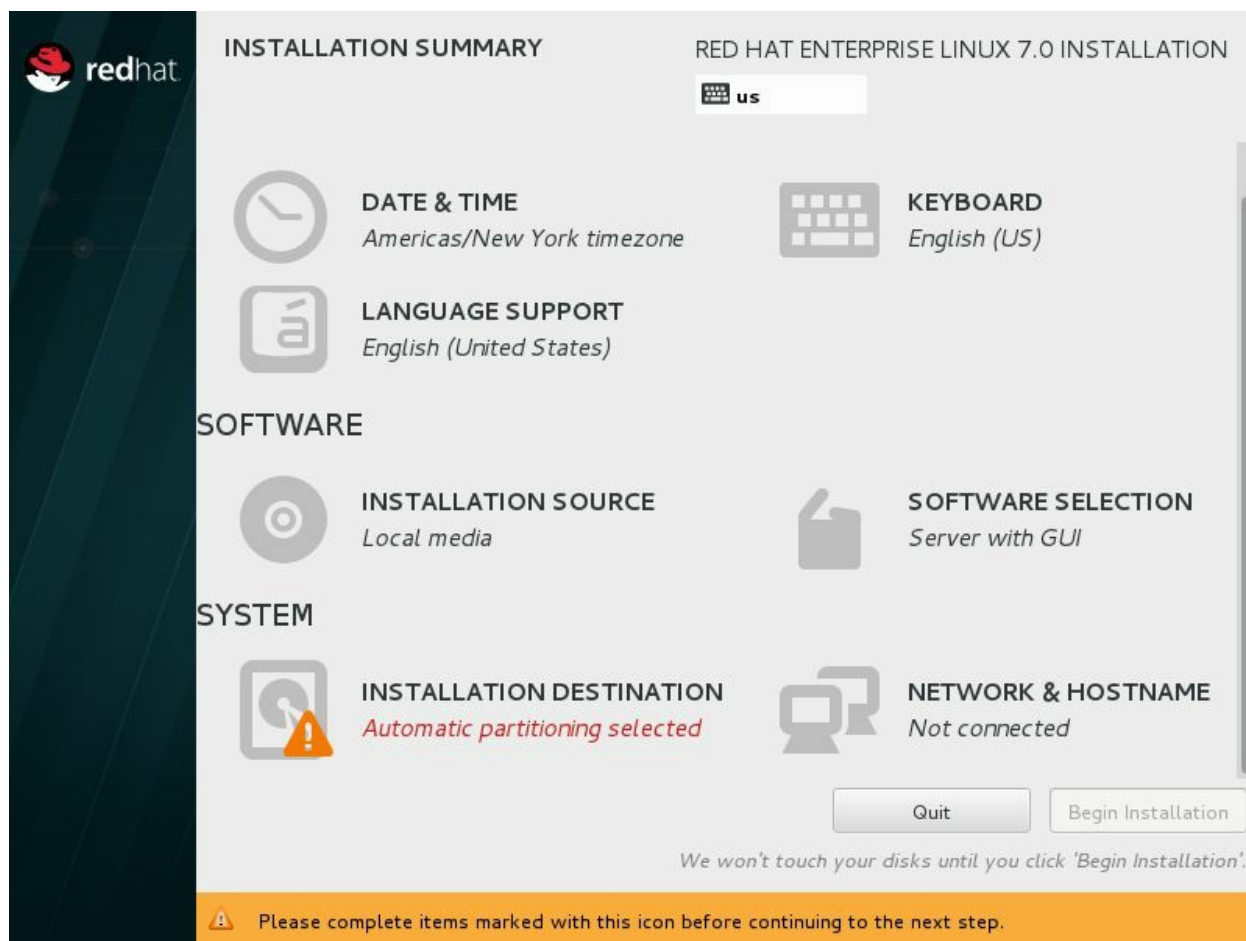 redhat.
INSTALLATION SUMMARY
RED HAT ENTERPRISE LINUX 7.0 INSTALLATION
us
DATE & TIME
Americas/New York timezone
KEYBOARD
English (US)
á
LANGUAGE SUPPORT
English (United States)
SOFTWARE
INSTALLATION SOURCE
Local media
SOFTWARE SELECTION
Server with GUI
SYSTEM
INSTALLATION DESTINATION
Automatic partitioning selected
NETWORK & HOSTNAME
Not connected
Quit
Begin Installation
We won't touch your disks until you click 'Begin Installation'.
Please complete items marked with this icon before continuing to the next step.